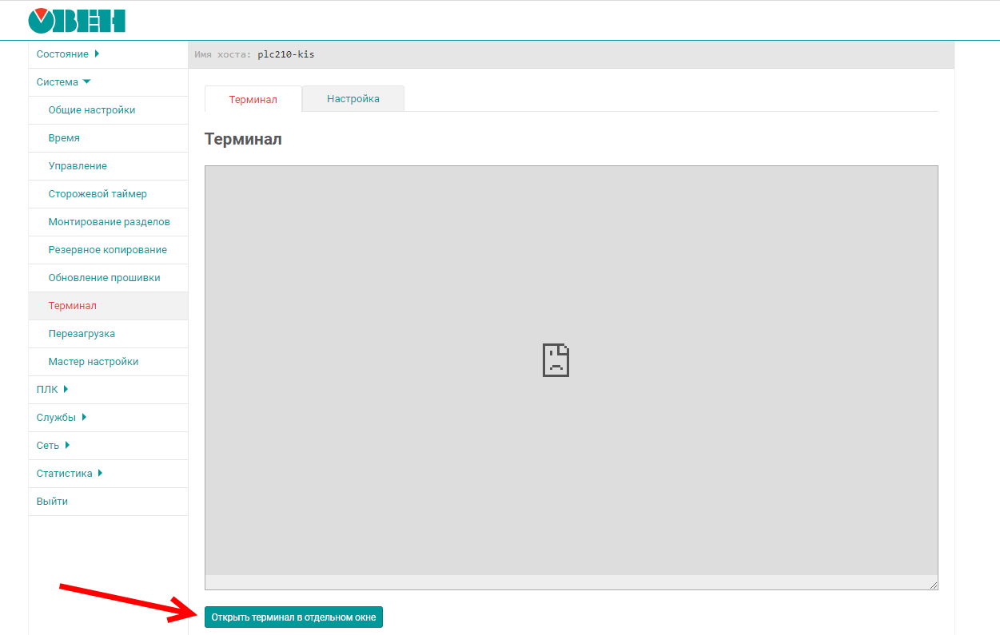 ОВЕН
Имя хоста: plc210-kis
Состояние
Система
Общие настройки
Время
Управление
Сторожевой таймер
Монтирование разделов
Резервное копирование
Обновление прошивки
Терминал
Перезагрузка
Мастер настройки
ПЛК
Службы
Сеть
Статистика
Выйти
Терминал
Настройка
Терминал
Открыть терминал в отдельном окне